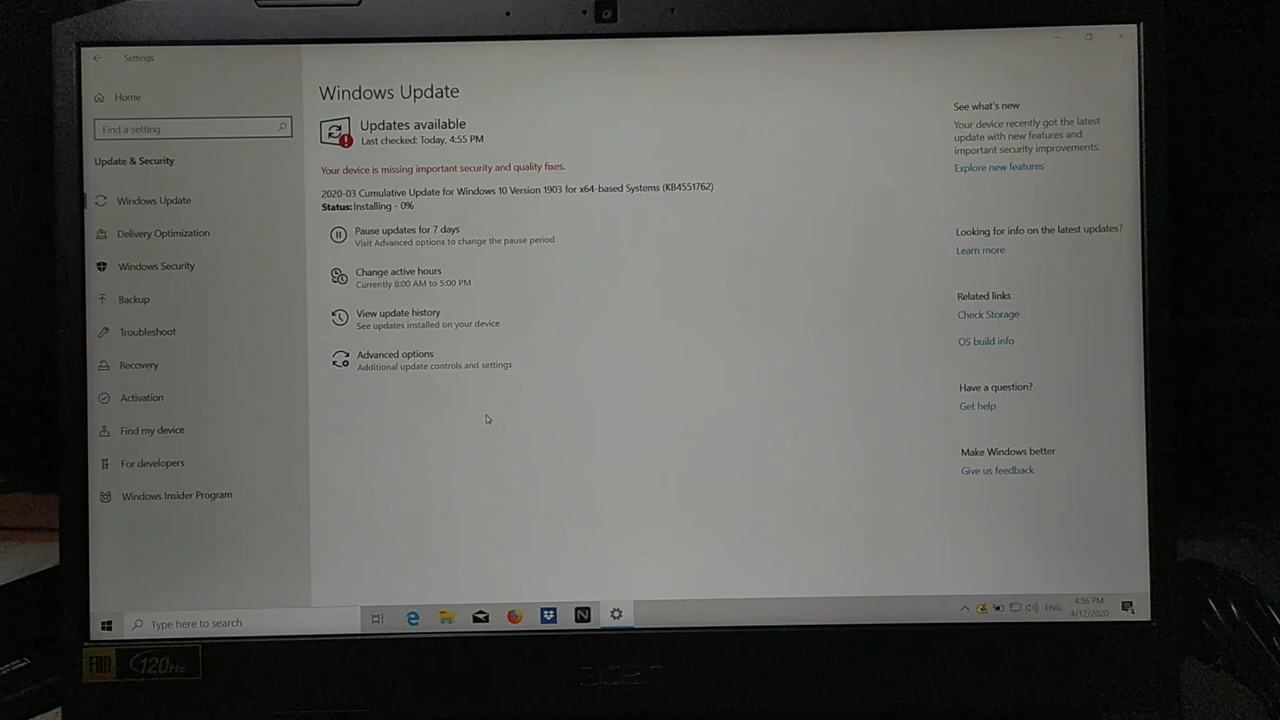 Settings
Home
Find a setting
Update & Security
Windows Update
Delivery Optimization
Windows Security
Backup
Troubleshoot
Recovery
Activation
Find my device
For developers
Windows Insider Program
Windows Update
Updates available
Last checked: Today, 4:55 PM
Your device is missing important security and quality fixes.
2020-03 Cumulative Update for Windows 10 Version 1903 for x64-based Systems (KB4551762)
Status: Installing - 0%
Pause updates for 7 days
Visit Advanced options to change the pause period
Change active hours
Currently 8:00 AM to 5:00 PM
View update history
See updates installed on your device
Advanced options
Additional update controls and settings
See what's new
Your device recently got the latest
update with new features and
important security improvements.
Explore new features
Looking for info on the latest updates?
Learn more
Related links
Check Storage
OS build info
Have a question?
Get help
Make Windows better
Give us feedback
Type here to search
N
ENG
4:56 PM
4/12/2020
FHD
120Hz
acer